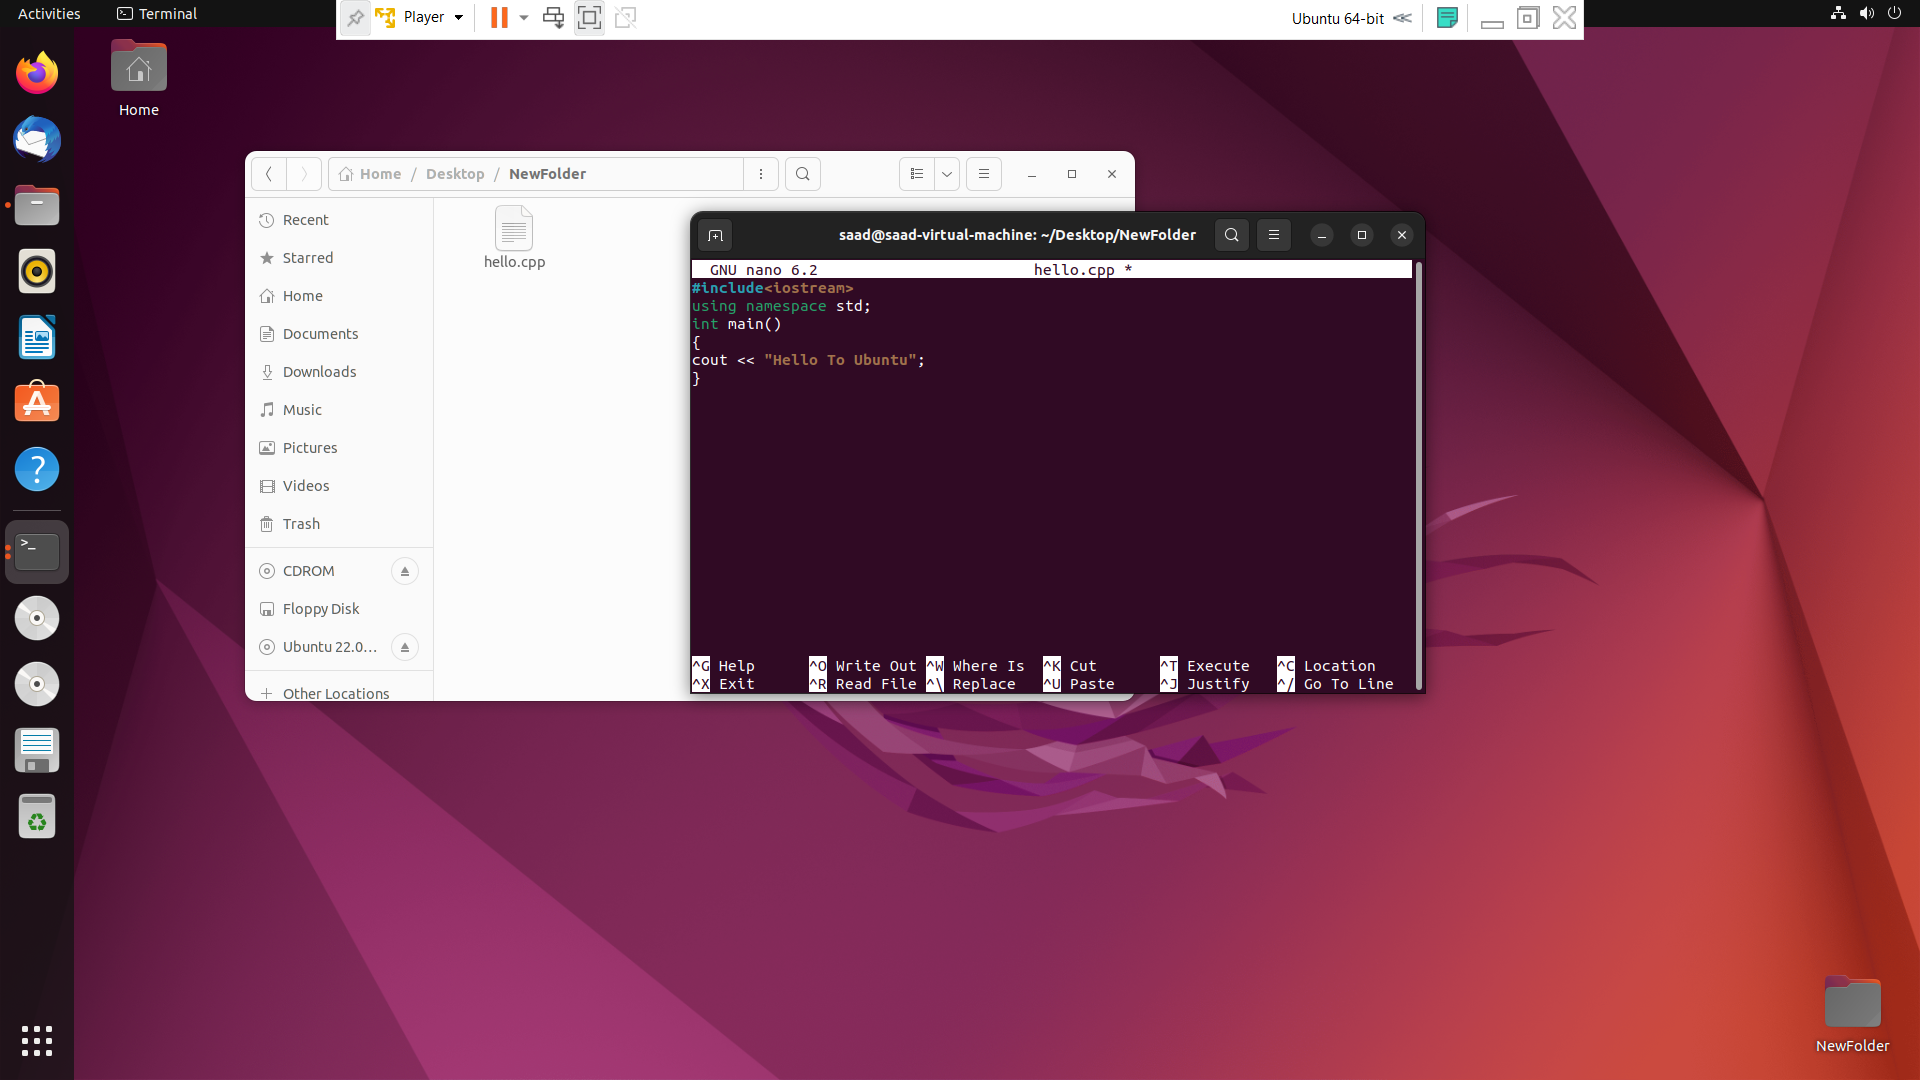 Activities
Terminal
Player
Ubuntu 64-bit
Home
Home / Desktop / NewFolder
Recent
Starred
Home
Documents
Downloads
Music
Pictures
Videos
Trash
CDROM
Floppy Disk
Ubuntu 22.0...
Other Locations
hello.cpp
saad@saad-virtual-machine: ~/Desktop/NewFolder
GNU nano 6.2 hello.cpp *
#include<iostream>
using namespace std;
int main()
{
cout << "Hello To Ubuntu";
}
^G Help ^O Write Out ^W Where Is ^K Cut ^T Execute ^C Location
^X Exit ^R Read File ^\ Replace ^U Paste ^J Justify ^/ Go To Line
NewFolder